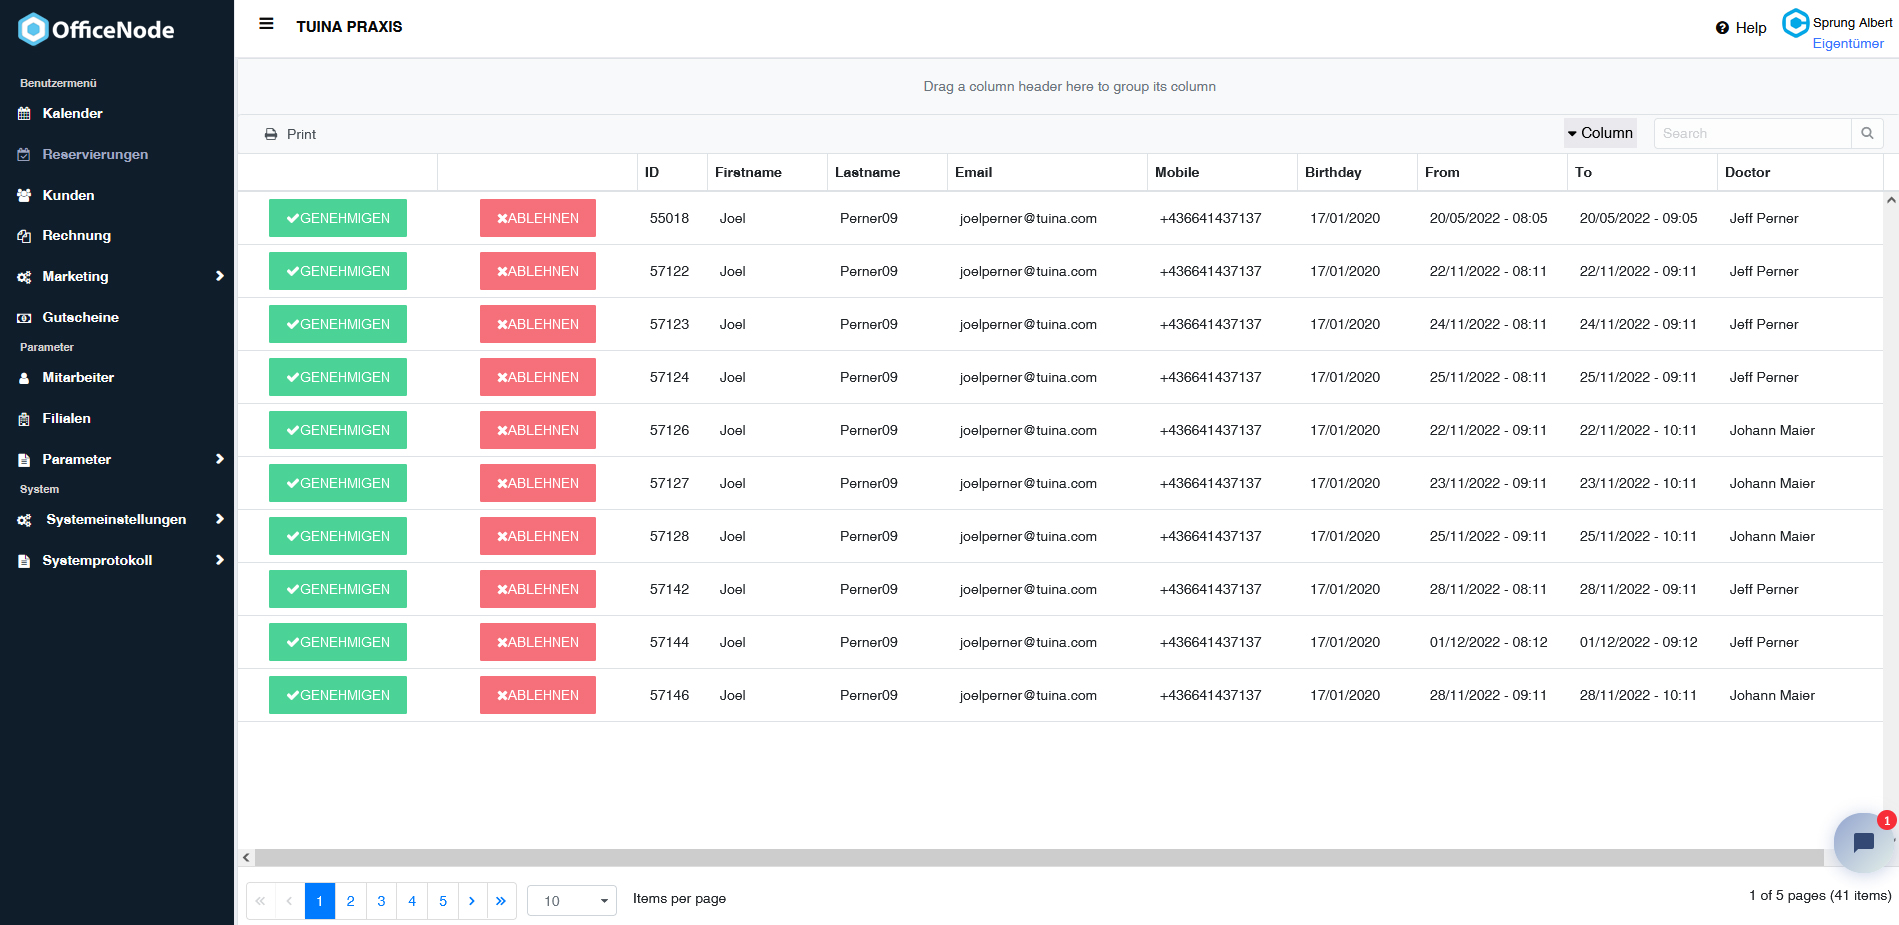 OfficeNode
TUINA PRAXIS
Help
Sprung Albert
Eigentümer
Benutzermenü
Kalender
Reservierungen
Kunden
Rechnung
Marketing
Gutscheine
Parameter
Mitarbeiter
Filialen
Parameter
System
Systemeinstellungen
Systemprotokoll
Drag a column header here to group its column
Print
Column
Search
ID Firstname Lastname Email Mobile Birthday From To Doctor
GENEHMIGEN ABLEHNEN 55018 Joel Perner09 joelperner@tuina.com +436641437137 17/01/2020 20/05/2022 - 08:05 20/05/2022 - 09:05 Jeff Perner
GENEHMIGEN ABLEHNEN 57122 Joel Perner09 joelperner@tuina.com +436641437137 17/01/2020 22/11/2022 - 08:11 22/11/2022 - 09:11 Jeff Perner
GENEHMIGEN ABLEHNEN 57123 Joel Perner09 joelperner@tuina.com +436641437137 17/01/2020 24/11/2022 - 08:11 24/11/2022 - 09:11 Jeff Perner
GENEHMIGEN ABLEHNEN 57124 Joel Perner09 joelperner@tuina.com +436641437137 17/01/2020 25/11/2022 - 08:11 25/11/2022 - 09:11 Jeff Perner
GENEHMIGEN ABLEHNEN 57126 Joel Perner09 joelperner@tuina.com +436641437137 17/01/2020 22/11/2022 - 09:11 22/11/2022 - 10:11 Johann Maier
GENEHMIGEN ABLEHNEN 57127 Joel Perner09 joelperner@tuina.com +436641437137 17/01/2020 23/11/2022 - 09:11 23/11/2022 - 10:11 Johann Maier
GENEHMIGEN ABLEHNEN 57128 Joel Perner09 joelperner@tuina.com +436641437137 17/01/2020 25/11/2022 - 09:11 25/11/2022 - 10:11 Johann Maier
GENEHMIGEN ABLEHNEN 57142 Joel Perner09 joelperner@tuina.com +436641437137 17/01/2020 28/11/2022 - 08:11 28/11/2022 - 09:11 Jeff Perner
GENEHMIGEN ABLEHNEN 57144 Joel Perner09 joelperner@tuina.com +436641437137 17/01/2020 01/12/2022 - 08:12 01/12/2022 - 09:12 Jeff Perner
GENEHMIGEN ABLEHNEN 57146 Joel Perner09 joelperner@tuina.com +436641437137 17/01/2020 28/11/2022 - 09:11 28/11/2022 - 10:11 Johann Maier
1
« ‹ 1 2 3 4 5 › » 10 Items per page 1 of 5 pages (41 items)